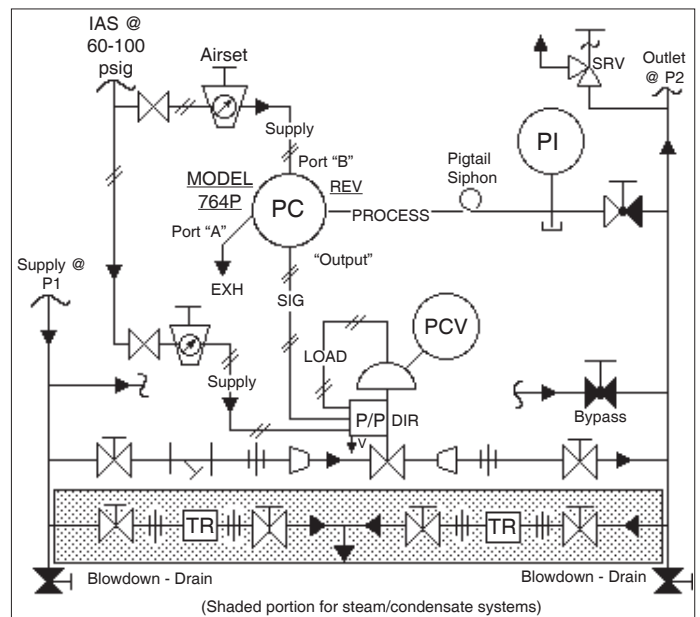 IAS @
60-100
psig
Airset
SRV
Outlet
@ P2
Supply
Port “B”
PI
Pigtail
Siphon
MODEL
764P
REV
PC
PROCESS
Port “A”
“Output”
Supply @
P1
EXH
SIG
PCV
LOAD
Supply
P/P
DIR
V
Bypass
TR
TR
Blowdown - Drain
Blowdown - Drain
(Shaded portion for steam/condensate systems)